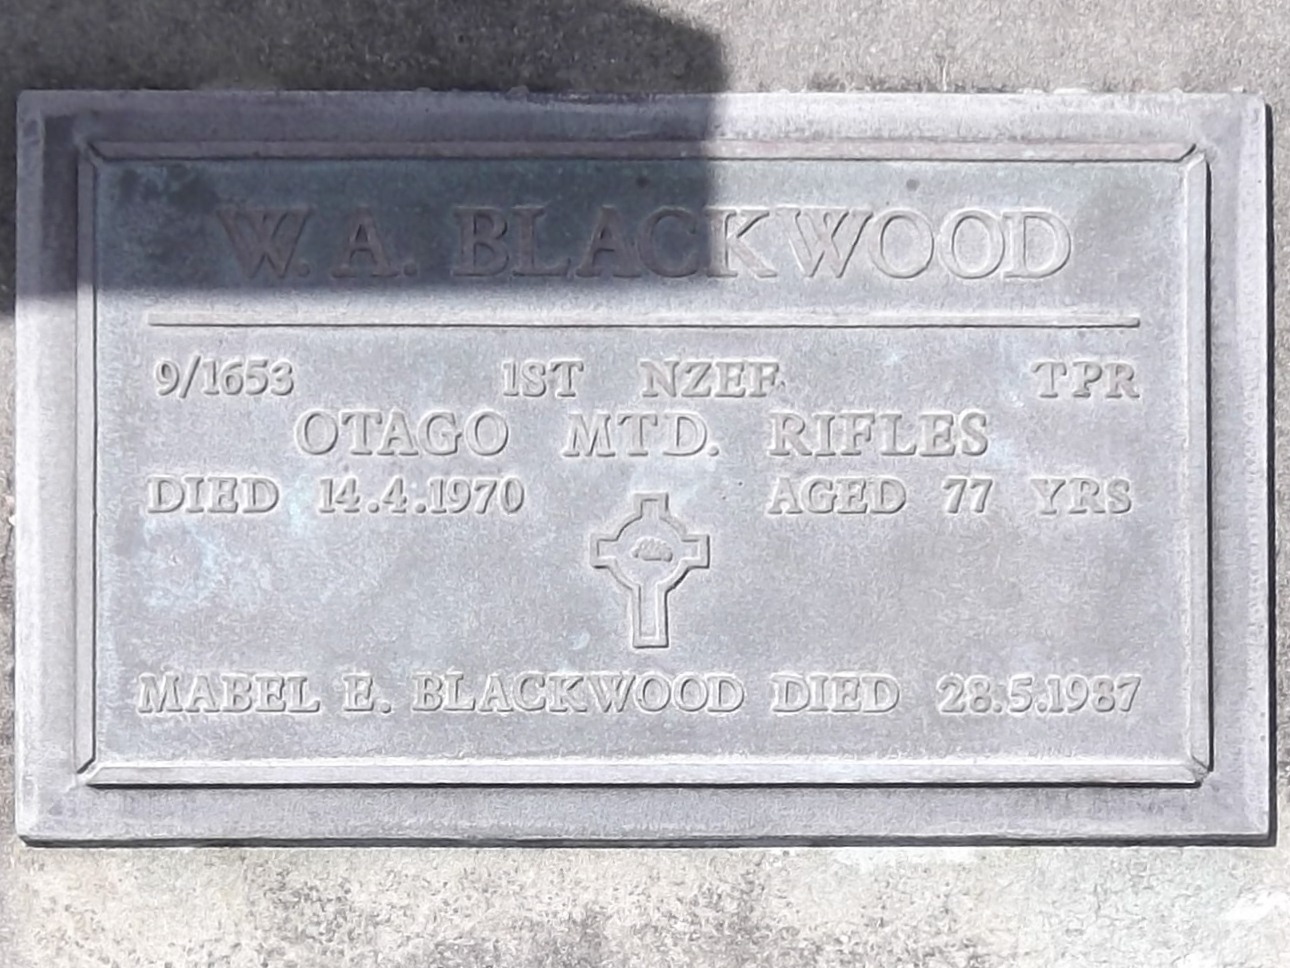 W. A. BLACKWOOD
9/1653 1ST NZEF TPR
OTAGO MTD. RIFLES
DIED 14.4.1970 AGED 77 YRS
MABEL E. BLACKWOOD DIED 28.5.1987